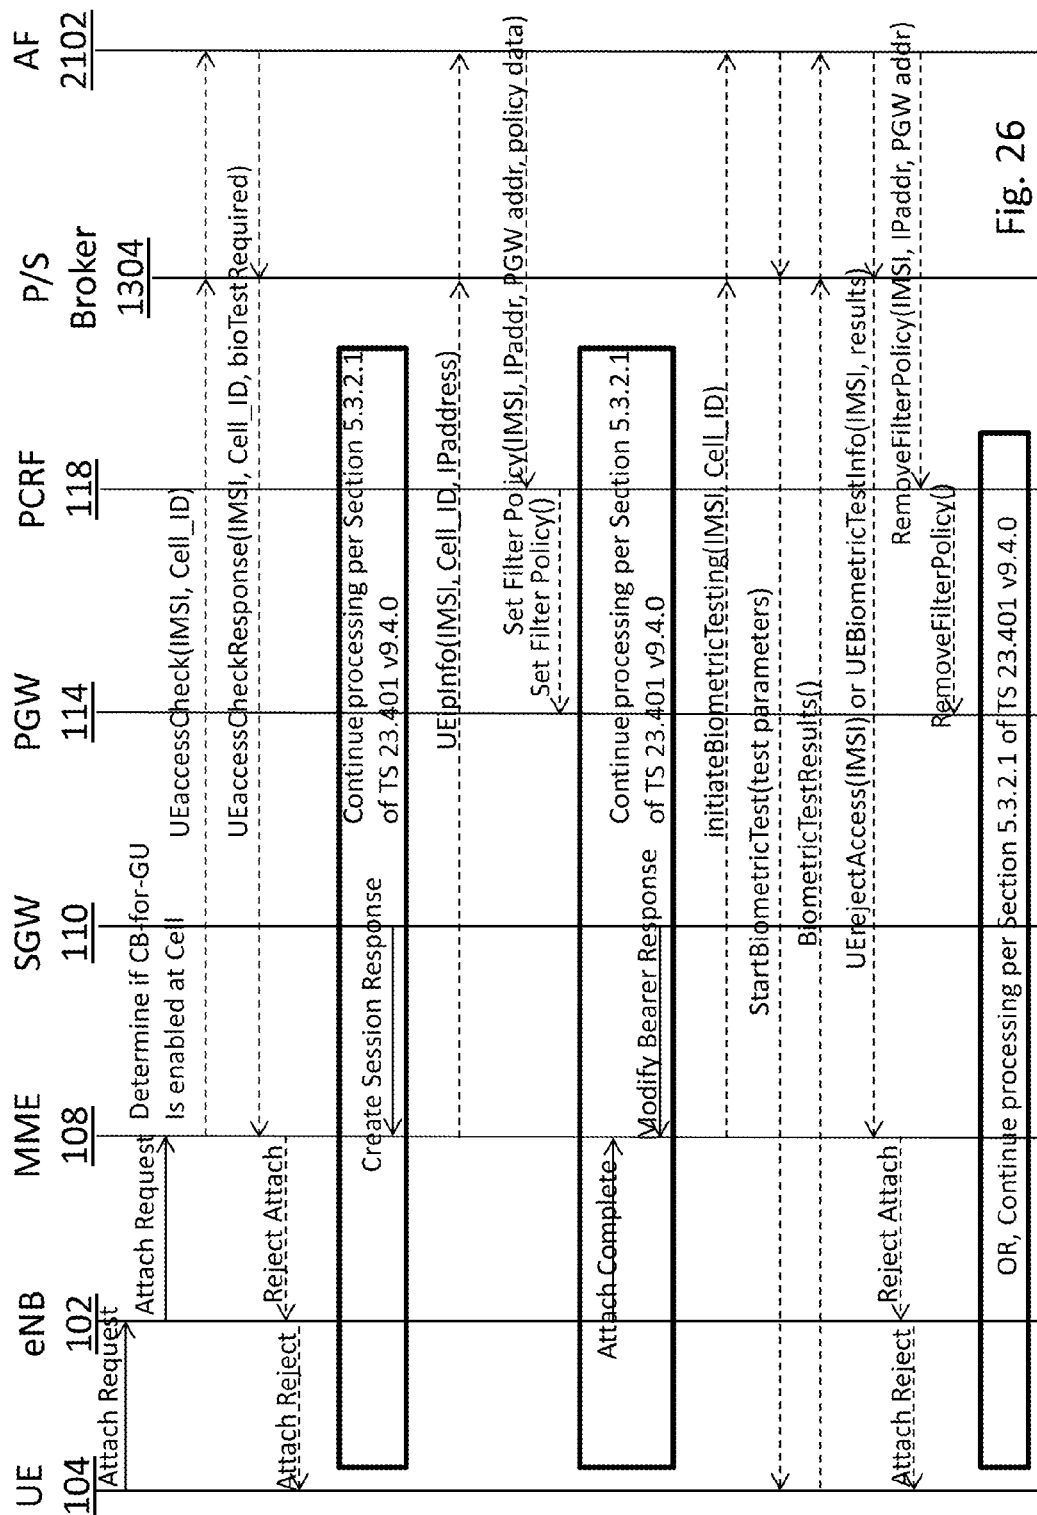 UE
104
eNB
102
MME
108
SGW
110
PGW
114
PCRF
118
P/S
Broker
1304
AF
2102
Attach Request
Attach Request
Determine if CB-for-GU
Is enabled at Cell
UEaccessCheck(IMSI, Cell_ID)
UEaccessCheckResponse(IMSI, Cell_ID, bioTestRequired)
Reject Attach
Attach Reject
Continue processing per Section 5.3.2.1
of TS 23.401 v9.4.0
Create Session Response
UEipInfo(IMSI, Cell_ID, IPaddress)
Set Filter Policy(IMSI, IPaddr, PGW addr, policy data)
Set Filter Policy()
Attach Complete
Continue processing per Section 5.3.2.1
of TS 23.401 v9.4.0
Modify Bearer Response
initiateBiometricTesting(IMSI, Cell_ID)
StartBiometricTest(test parameters)
BiometricTestResults()
UErejectAccess(IMSI) or UEBiometricTestInfo(IMSI, results)
Reject Attach
Attach Reject
RemoveFilterPolicy(IMSI, IPaddr, PGW addr)
RemoveFilterPolicy()
OR, Continue processing per Section 5.3.2.1 of TS 23.401 v9.4.0
Fig. 26